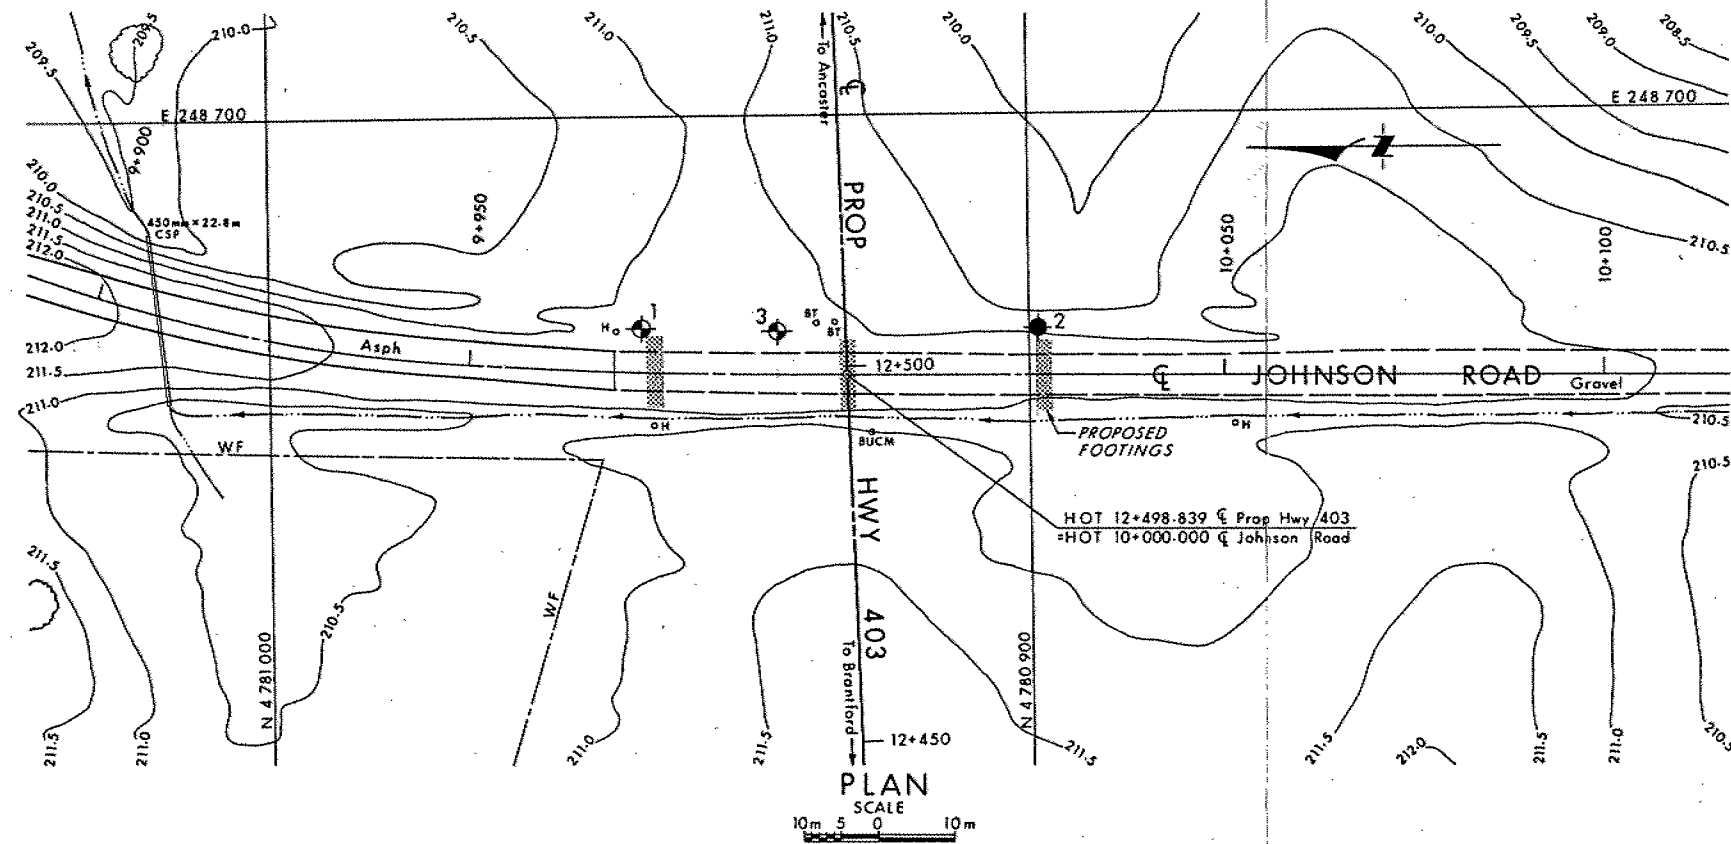 209.5
209.5
210.0
210.5
211.0
211.0
210.5
210.0
210.0
209.5
209.0
208.5
To Ancaster
℄
E 248 700
E 248 700
9+900
210.0
210.5
211.0
211.5
212.0
450mm x 22.8m
CSP
9+950
PROP
10+050
10+100
210.5
1
H
3
BT
BT
2
212.0
Asph
12+500
℄ JOHNSON ROAD
Gravel
211.5
211.0
H
BUCM
H
210.5
WF
PROPOSED
FOOTINGS
210.5
HWY
HOT 12+498.839 ℄ Prop Hwy 403
=HOT 10+000.000 ℄ Johnson Road
211.5
WF
210.5
403
N 4 781 000
N 4 780 900
To Brantford
211.5
211.0
211.0
211.5
12+450
211.5
211.5
212.0
211.5
211.0
210.5
PLAN
SCALE
10m 5 0 10m